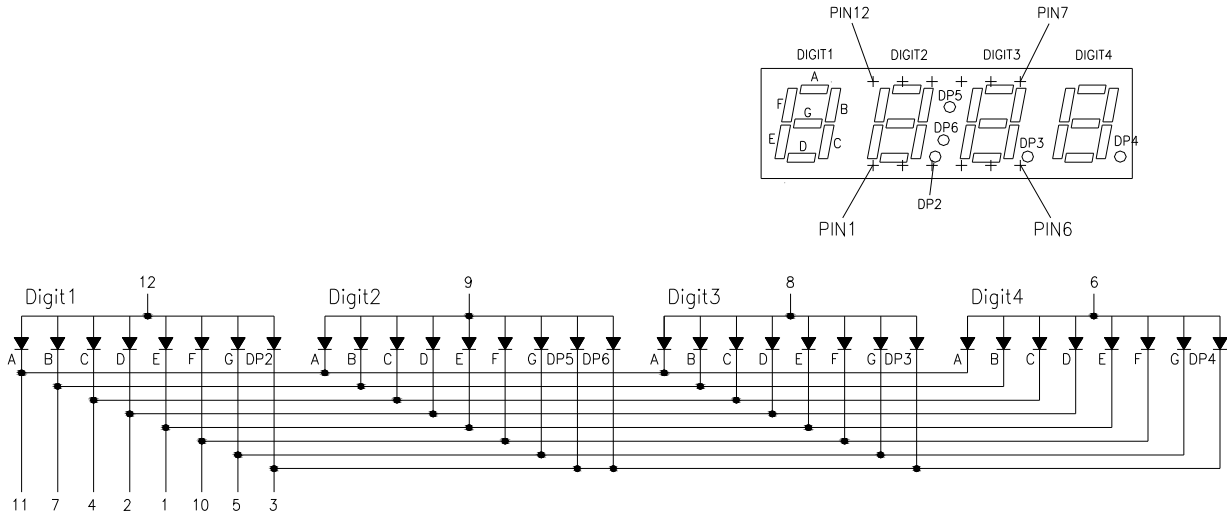 PIN12 PIN7
DIGIT1 DIGIT2 DIGIT3 DIGIT4
A
F B DP5
G
E C DP6 DP3 DP4
D
DP2
PIN1 PIN6
12 9 8 6
Digit1 Digit2 Digit3 Digit4
A B C D E F G DP2 A B C D E F G DP5 DP6 A B C D E F G DP3 A B C D E F G DP4
11 7 4 2 1 10 5 3